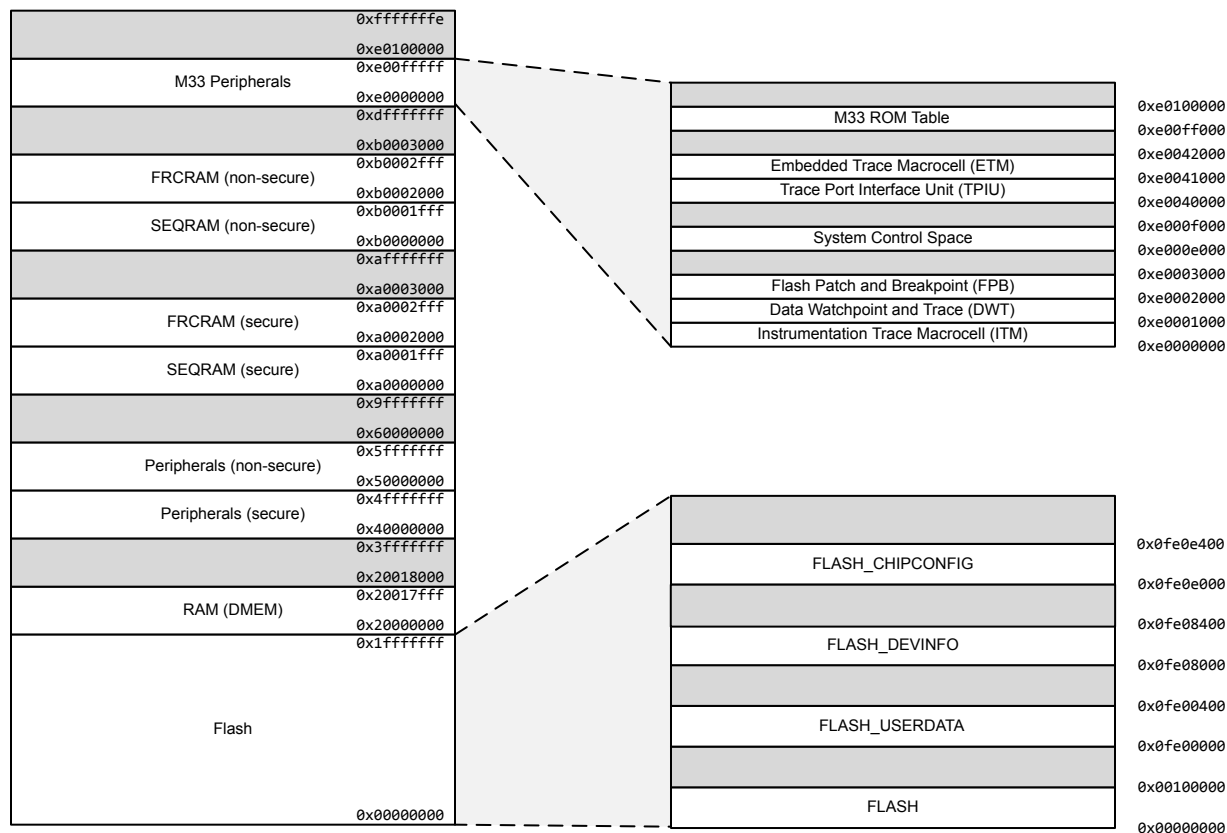 0xfffffffe
0xe0100000
M33 Peripherals
0xe00fffff
0xe0000000
0xdfffffff
0xb0003000
FRCRAM (non-secure)
0xb0002fff
0xb0002000
SEQRAM (non-secure)
0xb0001fff
0xb0000000
0xafffffff
0xa0003000
FRCRAM (secure)
0xa0002fff
0xa0002000
SEQRAM (secure)
0xa0001fff
0xa0000000
0x9fffffff
0x60000000
Peripherals (non-secure)
0x5fffffff
0x50000000
Peripherals (secure)
0x4fffffff
0x40000000
0x3fffffff
0x20018000
RAM (DMEM)
0x20017fff
0x20000000
0x1fffffff
Flash
0x00000000
0xe0100000
M33 ROM Table
0xe00ff000
0xe0042000
Embedded Trace Macrocell (ETM)
0xe0041000
Trace Port Interface Unit (TPIU)
0xe0040000
0xe000f000
System Control Space
0xe000e000
0xe0003000
Flash Patch and Breakpoint (FPB)
0xe0002000
Data Watchpoint and Trace (DWT)
0xe0001000
Instrumentation Trace Macrocell (ITM)
0xe0000000
0x0fe0e400
FLASH_CHIPCONFIG
0x0fe0e000
0x0fe08400
FLASH_DEVINFO
0x0fe08000
0x0fe00400
FLASH_USERDATA
0x0fe00000
0x00100000
FLASH
0x00000000